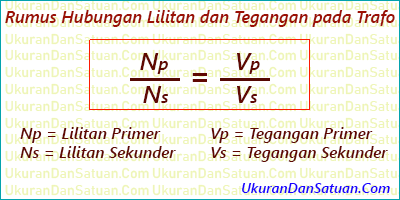 Rumus Hubungan Lilitan dan Tegangan pada Trafo
Np / Ns = Vp / Vs
Np = Lilitan Primer
Vp = Tegangan Primer
Ns = Lilitan Sekunder
Vs = Tegangan Sekunder
UkuranDanSatuan.Com